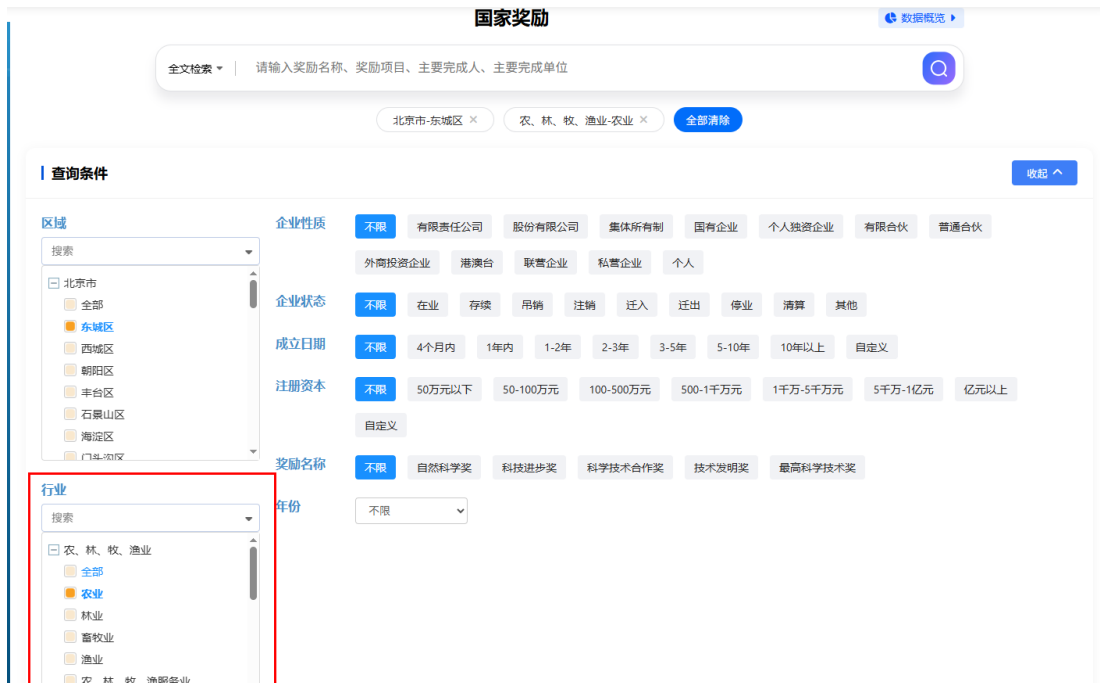 国家奖励
数据概览
全文检索
请输入奖励名称、奖励项目、主要完成人、主要完成单位
北京市-东城区 ×
农、林、牧、渔业-农业 ×
全部清除
查询条件
收起
区域
搜索
北京市
全部
东城区
西城区
朝阳区
丰台区
石景山区
海淀区
门头沟区
行业
搜索
农、林、牧、渔业
全部
农业
林业
畜牧业
渔业
农、林、牧、渔服务业
企业性质
不限 有限责任公司 股份有限公司 集体所有制 国有企业 个人独资企业 有限合伙 普通合伙
外商投资企业 港澳台 联营企业 私营企业 个人
企业状态
不限 在业 存续 吊销 注销 迁入 迁出 停业 清算 其他
成立日期
不限 4个月内 1年内 1-2年 2-3年 3-5年 5-10年 10年以上 自定义
注册资本
不限 50万元以下 50-100万元 100-500万元 500-1千万元 1千万-5千万元 5千万-1亿元 亿元以上
自定义
奖励名称
不限 自然科学奖 科技进步奖 科学技术合作奖 技术发明奖 最高科学技术奖
年份
不限